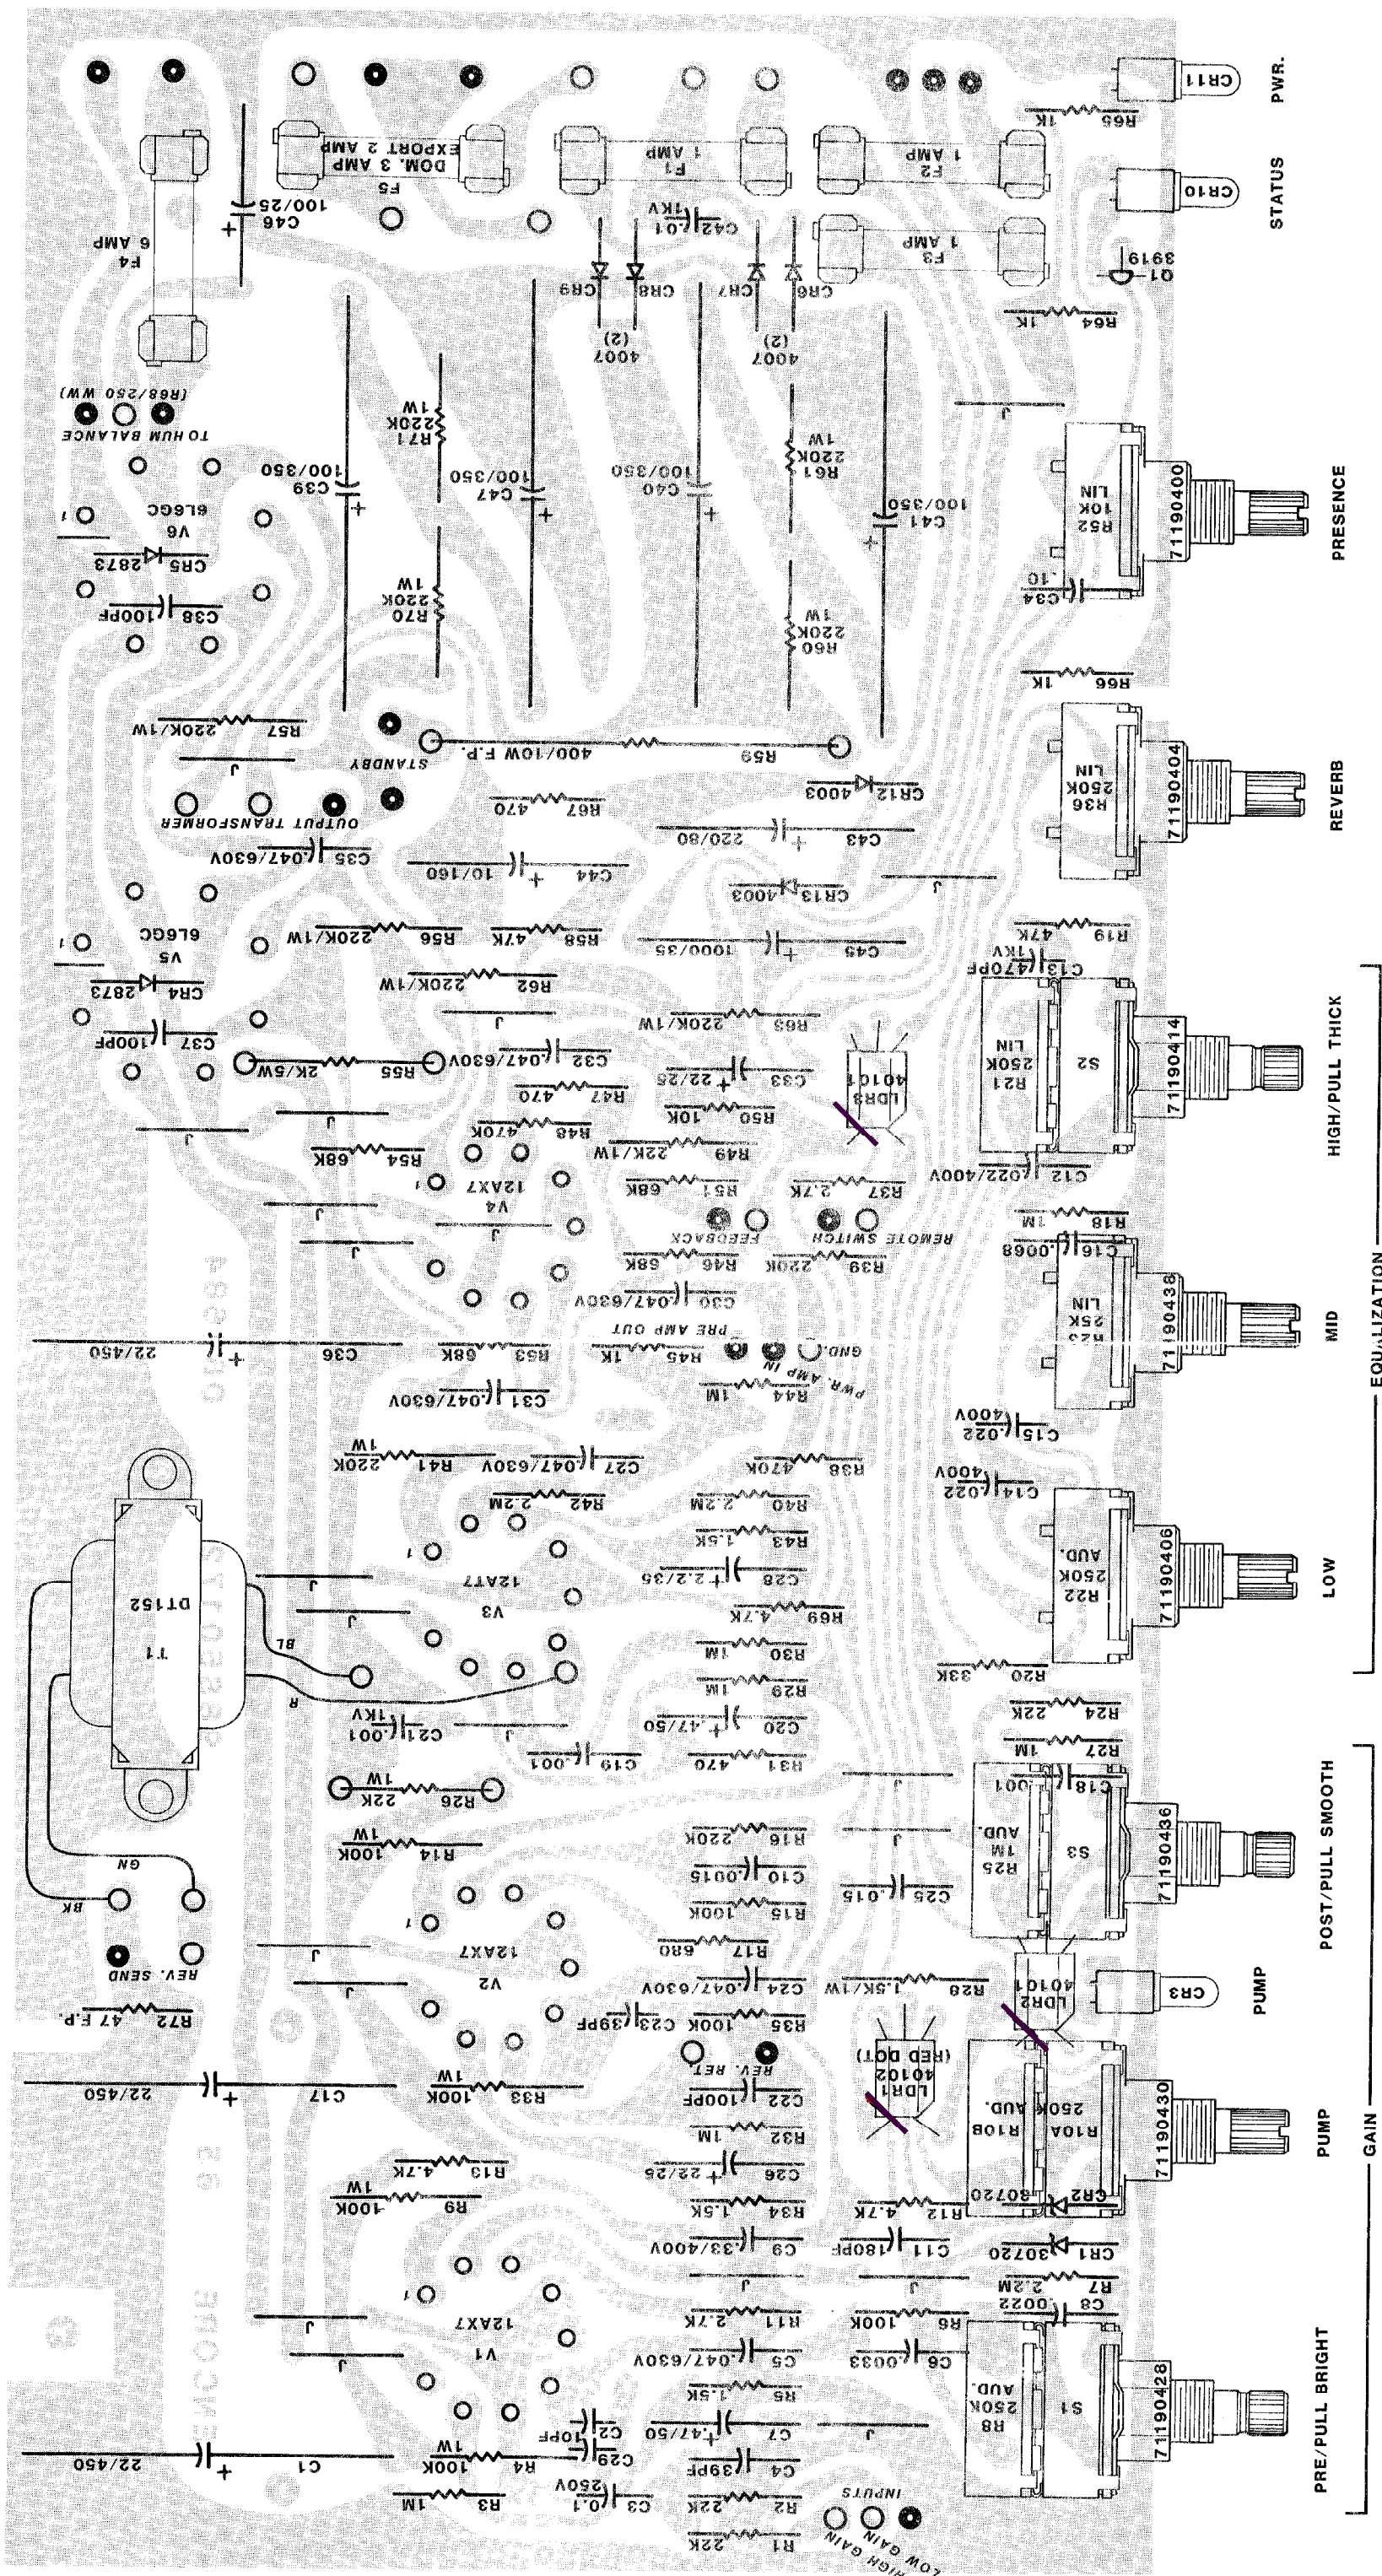 PWR.
STATUS
PRESENCE
REVERB
HIGH/PULL THICK
MID
EQUALIZATION
LOW
POST/PULL SMOOTH
PUMP
PUMP
GAIN
PRE/PULL BRIGHT
CR11
R65
1K
CR10
Q1
3919
R64
1K
F4
6 AMP
C46
100/25
F5
DOM. 3 AMP
EXPORT 2 AMP
F1
1 AMP
F2
1 AMP
F3
1 AMP
C42 .01
1KV
CR9
CR8
CR7
CR6
4007
(2)
4007
(2)
TO HUM BALANCE
(R68/250 WW)
R71
220K
1W
R61
220K
1W
C39
100/350
C47
100/350
C40
100/350
C41
100/350
R52
10K
LIN
71190400
C34
.10
V6
6L6GC
1
CR5
2873
C38
100PF
R70
220K
1W
R60
220K
1W
R66
1K
R57
220K/1W
J
STANDBY
R59
400/10W F.P.
CR12
4003
R36
250K
LIN
71190404
OUTPUT TRANSFORMER
R67
470
C43
220/80
C35
.047/630V
C44
10/160
CR13
4003
J
V5
6L6GC
1
CR4
2873
C37
100PF
R56
220K/1W
R58
47K
C45
1000/35
R19
47K
C13
470PF
1KV
R62
220K/1W
J
R63
220K/1W
R21
250K
LIN
S2
71190414
R55
2K/5W
C32
.047/630V
C33
22/25
LDR3
40101
R47
470
R50
10K
J
J
R48
470K
R54
68K
R49
22K/1W
C12
.022/400V
V4
12AX7
1
R51
68K
R37
2.7K
R18
1M
J
J
J
FEEDBACK
REMOTE SWITCH
C16
.0068
R46
68K
R39
220K
C30
.047/630V
R23
25K
LIN
71190438
C36
22/450
R53
68K
R45
1K
PRE AMP OUT
PWR. AMP IN
GND.
C31
.047/630V
R44
1M
C15
.022
400V
R41
220K
1W
C27
.047/630V
R38
470K
C14
.022
400V
R42
2.2M
R40
2.2M
V3
12AT7
1
R43
1.5K
C28
2.2/35
R22
250K
AUD.
71190406
J
J
T1
DT152
BL
R
GN
BK
R69
4.7K
R30
1M
R29
1M
R20
33K
C21
.001
1KV
J
C20
.47/50
R24
22K
R27
1M
C19
.001
R31
470
C18
.001
J
R26
22K
1W
R14
100K
1W
R16
220K
J
C10
.0015
C25
.015
R25
1M
AUD.
S3
71190436
V2
12AX7
1
R15
100K
REV. SEND
J
J
R17
680
C24
.047/630V
R28
1.5K/1W
LDR2
40101
CR3
R72
47 F.P.
C23
39PF
R35
100K
REV. RET.
LDR1
40102
(RED DOT)
C17
22/450
R33
100K
1W
C22
100PF
R10B
R10A
250K AUD.
71190430
R32
1M
R13
4.7K
C26
22/25
R9
100K
1W
R34
1.5K
R12
4.7K
CR2
30720
C9
.33/400V
C11
180PF
CR1
30720
V1
12AX7
1
J
J
R7
2.2M
J
J
R11
2.7K
R6
100K
C8
.0022
C5
.047/630V
C6
.0033
R5
1.5K
R8
250K
AUD.
S1
71190428
C2
10PF
C7
.47/50
J
C1
22/450
R4
100K
1W
C29
C4
39PF
R3
1M
C3
0.1
250V
R2
22K
INPUTS
R1
22K
HIGH GAIN
LOW GAIN